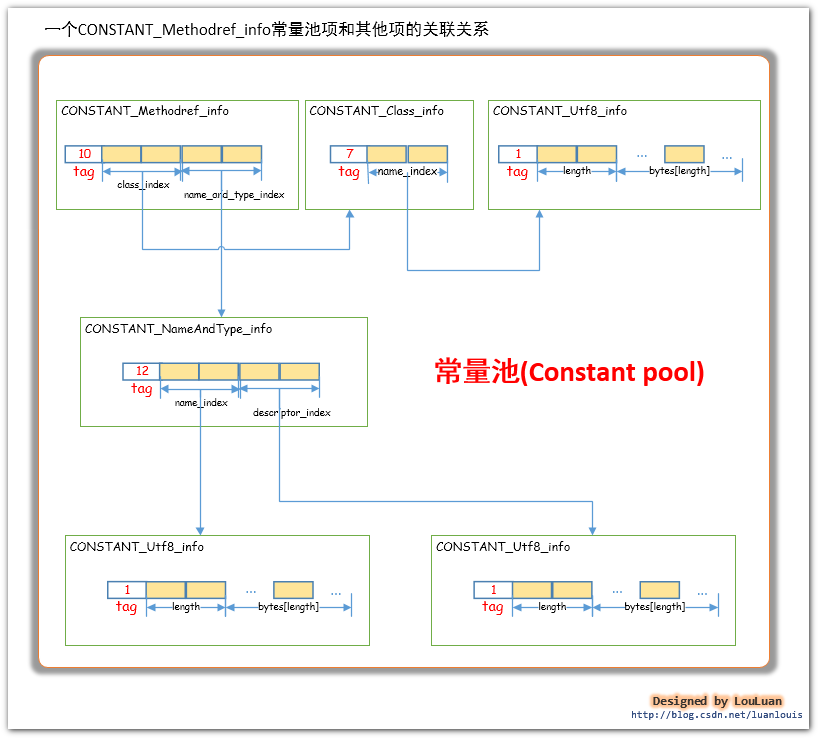 一个CONSTANT_Methodref_info常量池项和其他项的关联关系
CONSTANT_Methodref_info
10
tag
class_index
name_and_type_index
CONSTANT_Class_info
7
tag
name_index
CONSTANT_Utf8_info
1
...
...
tag
length
bytes[length]
CONSTANT_NameAndType_info
12
tag
name_index
descriptor_index
常量池(Constant pool)
CONSTANT_Utf8_info
1
...
...
tag
length
bytes[length]
CONSTANT_Utf8_info
1
...
...
tag
length
bytes[length]
Designed by LouLuan
http://blog.csdn.net/luanlouis